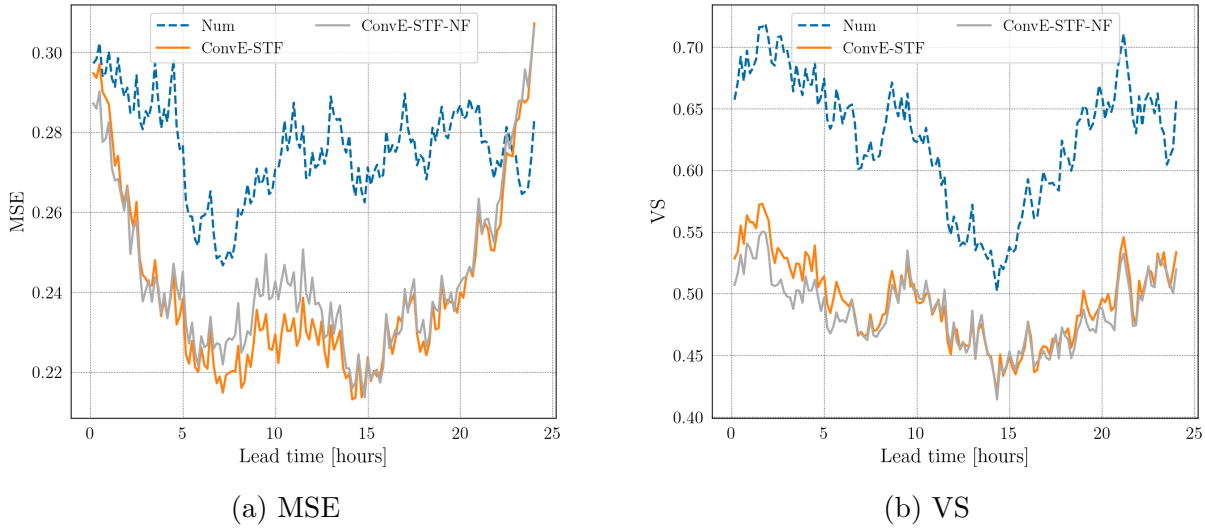 Num
ConvE-STF
ConvE-STF-NF
0.30
0.28
0.26
0.24
0.22
MSE
0
5
10
15
20
25
Lead time [hours]
(a) MSE
Num
ConvE-STF
ConvE-STF-NF
0.70
0.65
0.60
0.55
0.50
0.45
0.40
VS
0
5
10
15
20
25
Lead time [hours]
(b) VS